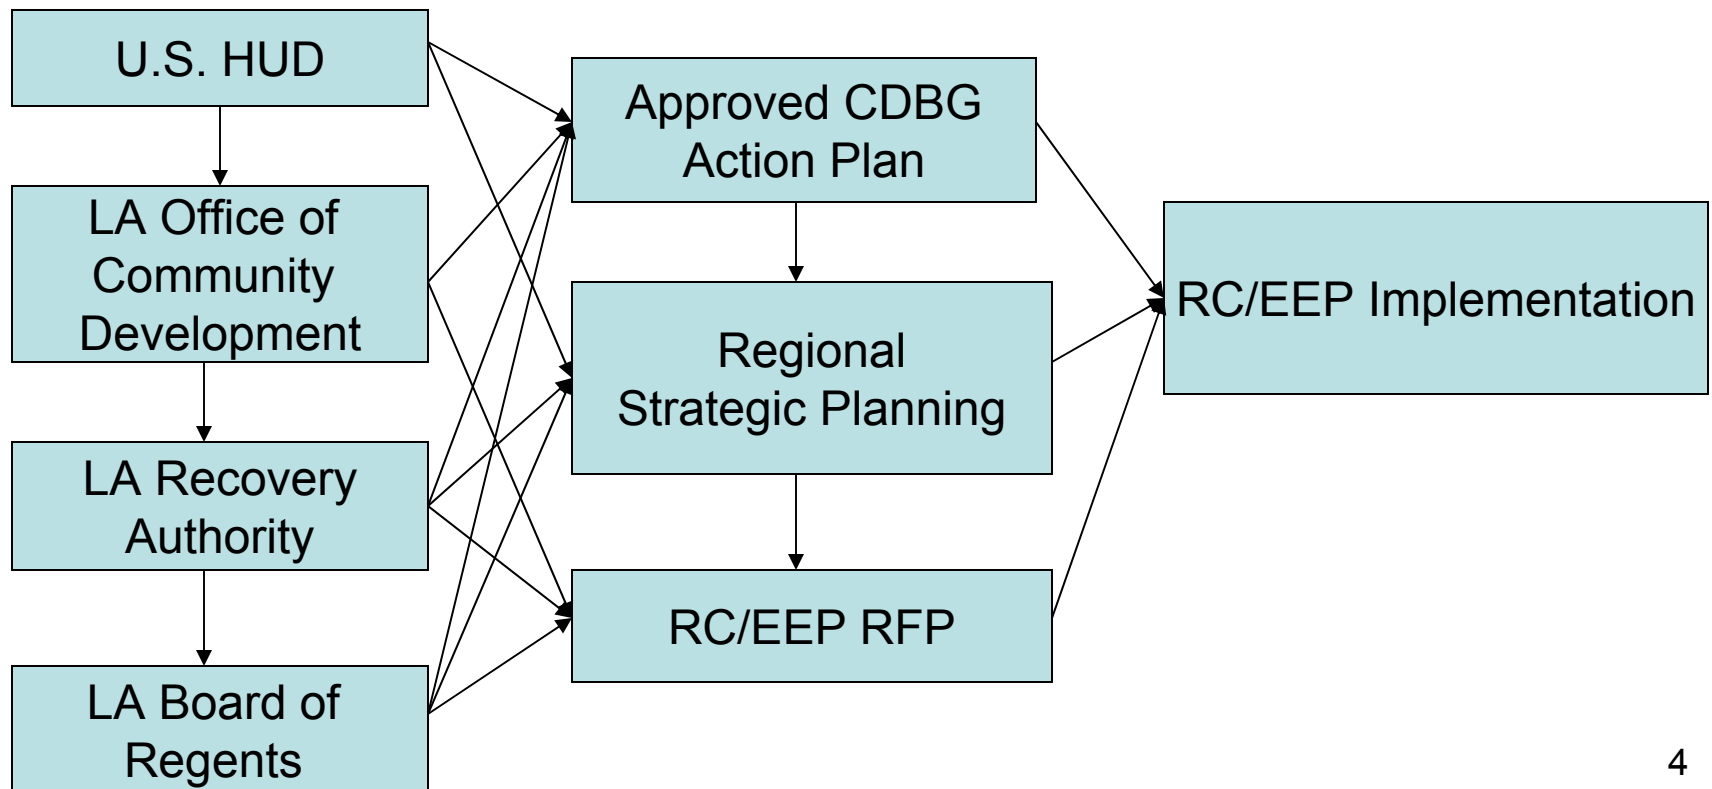 U.S. HUD
LA Office of
Community
Development
LA Recovery
Authority
LA Board of
Regents
Approved CDBG
Action Plan
Regional
Strategic Planning
RC/EEP RFP
RC/EEP Implementation
4